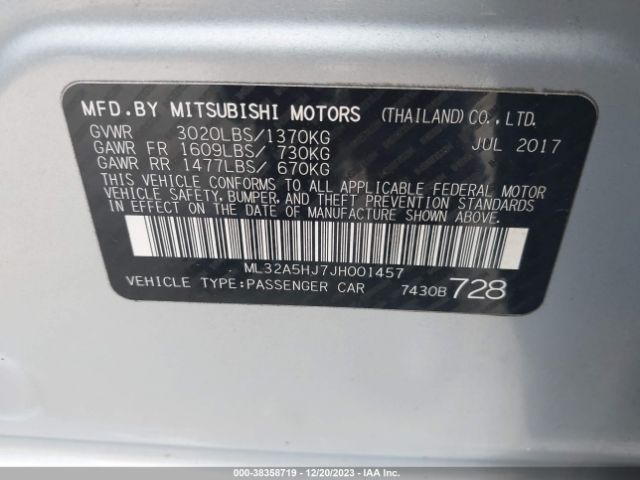 MFD.BY MITSUBISHI MOTORS (THAILAND)CO.,LTD.
GVWR 3020LBS/1370KG JUL 2017
GAWR FR 1609LBS/ 730KG
GAWR RR 1477LBS/ 670KG
THIS VEHICLE CONFORMS TO ALL APPLICABLE FEDERAL MOTOR
VEHICLE SAFETY, BUMPER, AND THEFT PREVENTION STANDARDS
IN EFFECT ON THE DATE OF MANUFACTURE SHOWN ABOVE.
ML32A5HJ7JH001457
VEHICLE TYPE:PASSENGER CAR 7430B 728
000-38358719 - 12/20/2023 - IAAI.CA